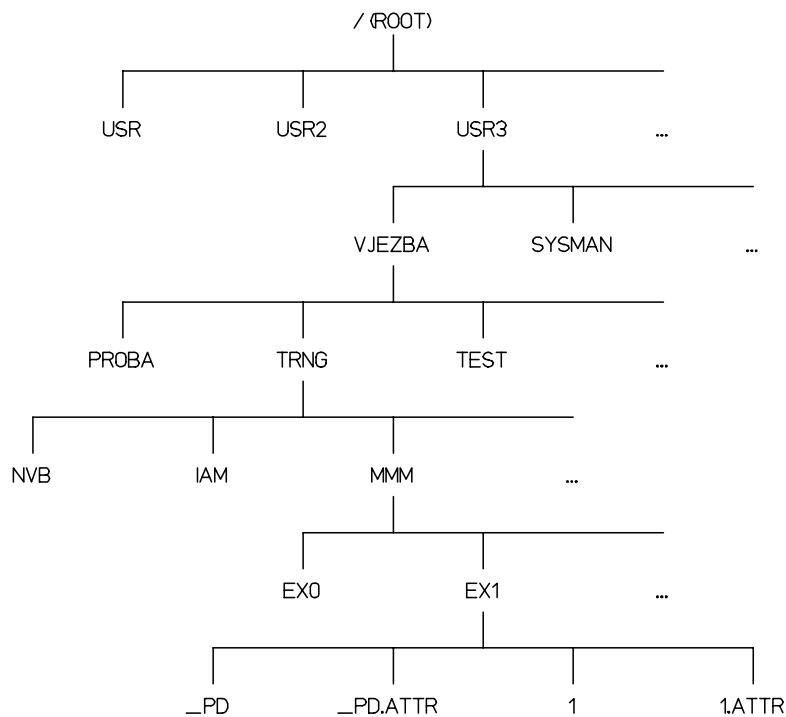 / (ROOT)
USR USR2 USR3 ...
VJEZBA SYSMAN ...
PROBA TRNG TEST ...
NVB IAM MMM ...
EX0 EX1 ...
_PD _PD.ATTR 1 1.ATTR